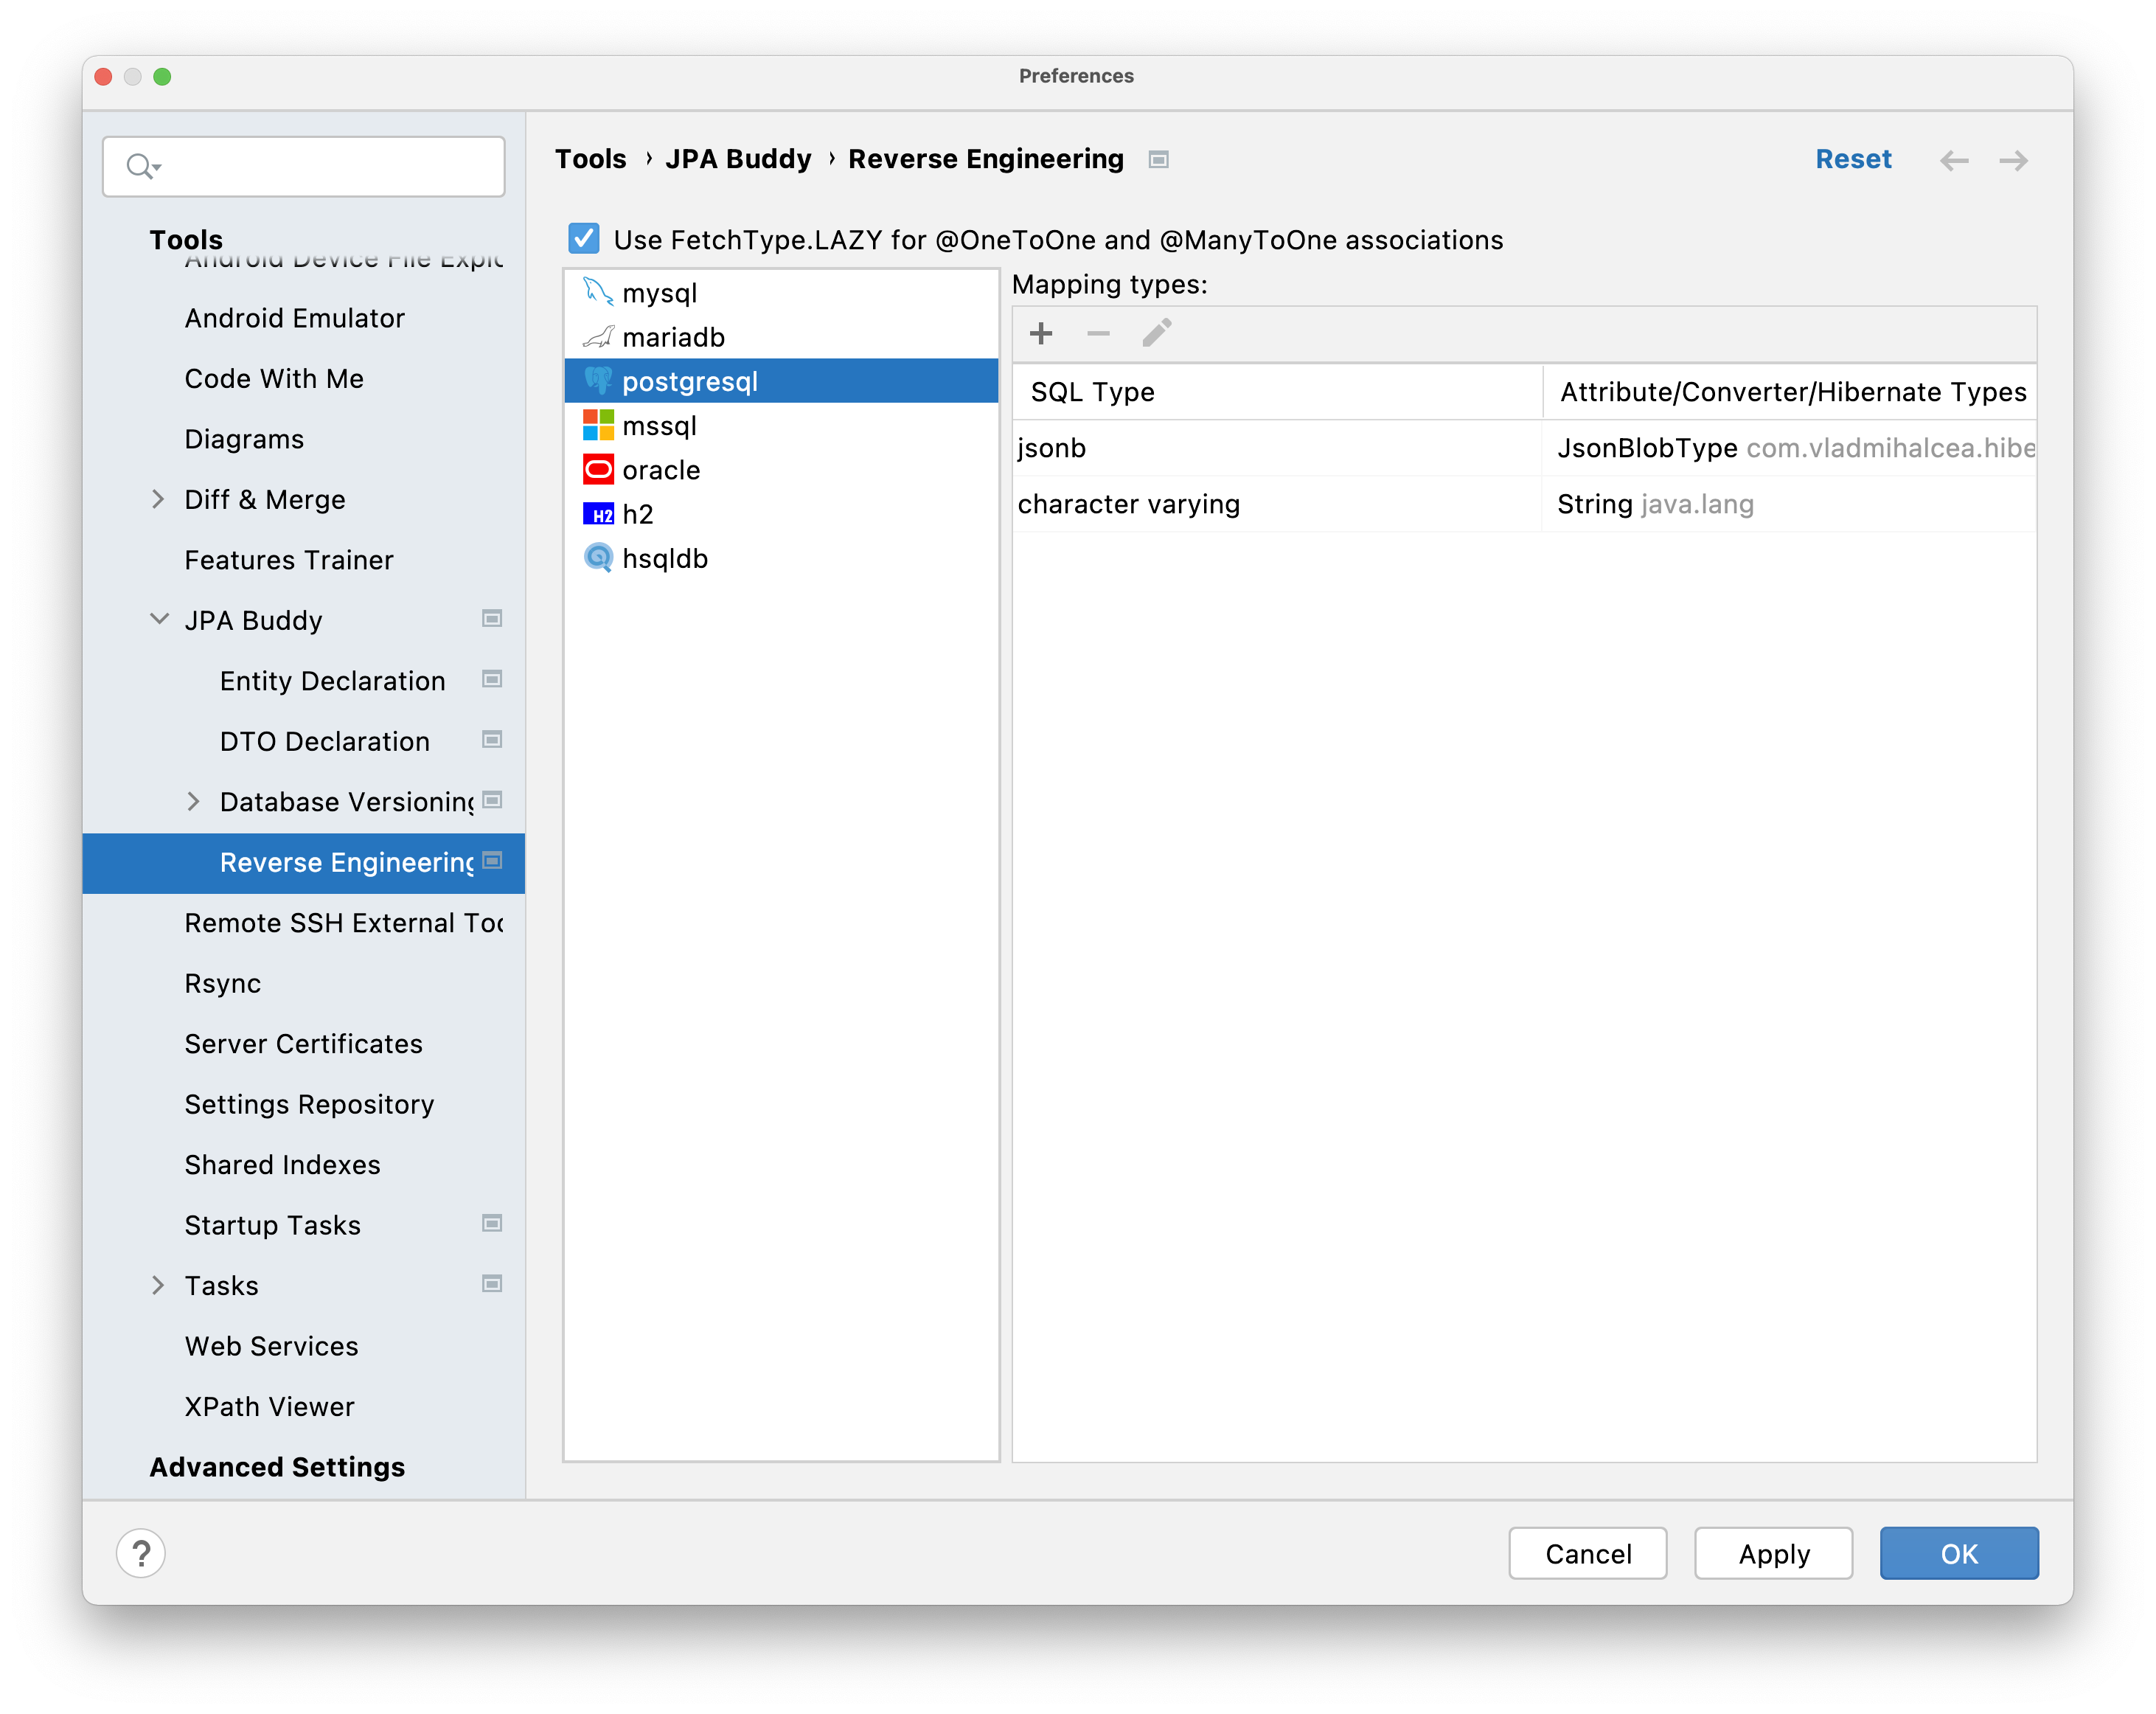 Preferences
Tools › JPA Buddy › Reverse Engineering
Reset
Tools
Android Emulator
Code With Me
Diagrams
Diff & Merge
Features Trainer
JPA Buddy
Entity Declaration
DTO Declaration
Database Versioning
Reverse Engineering
Remote SSH External Too
Rsync
Server Certificates
Settings Repository
Shared Indexes
Startup Tasks
Tasks
Web Services
XPath Viewer
Advanced Settings
Use FetchType.LAZY for @OneToOne and @ManyToOne associations
mysql
mariadb
postgresql
mssql
oracle
H2 h2
hsqldb
Mapping types:
SQL Type Attribute/Converter/Hibernate Types
jsonb JsonBlobType com.vladmihalcea.hibe
character varying String java.lang
?
Cancel
Apply
OK